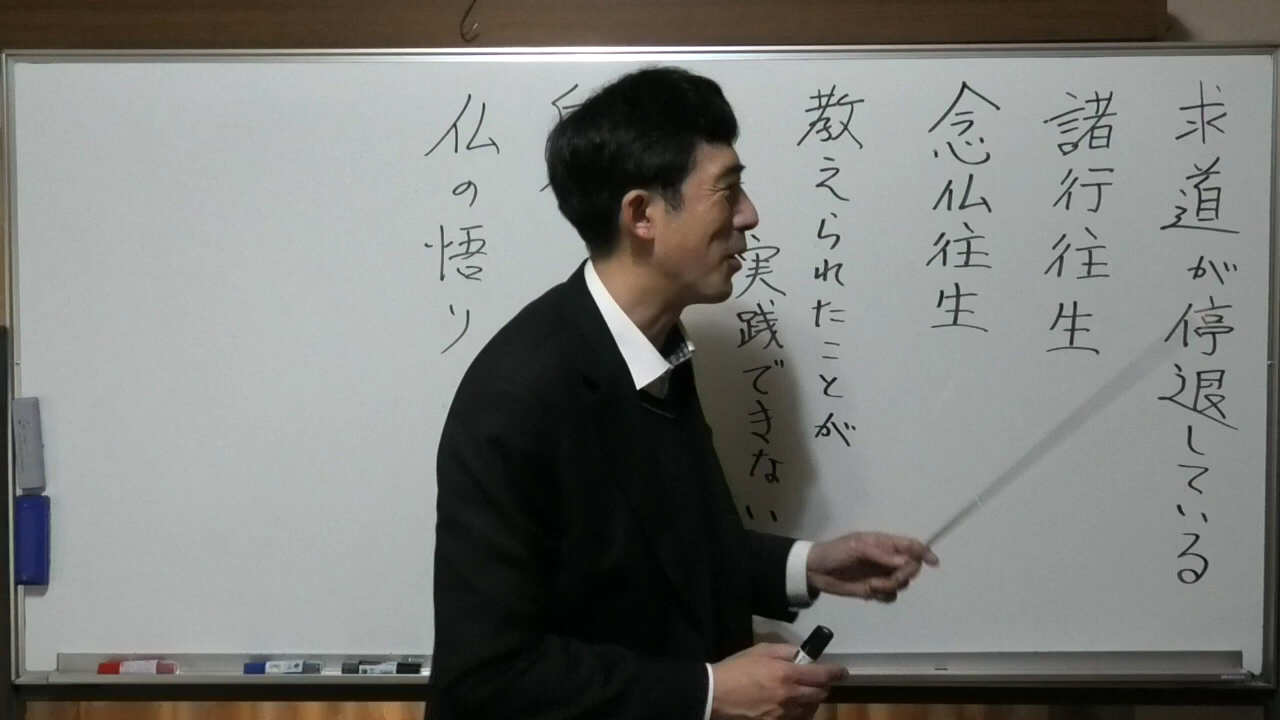 求道が停退している
諸行往生
念仏往生
教えられたことが
実践できない
仏の悟り